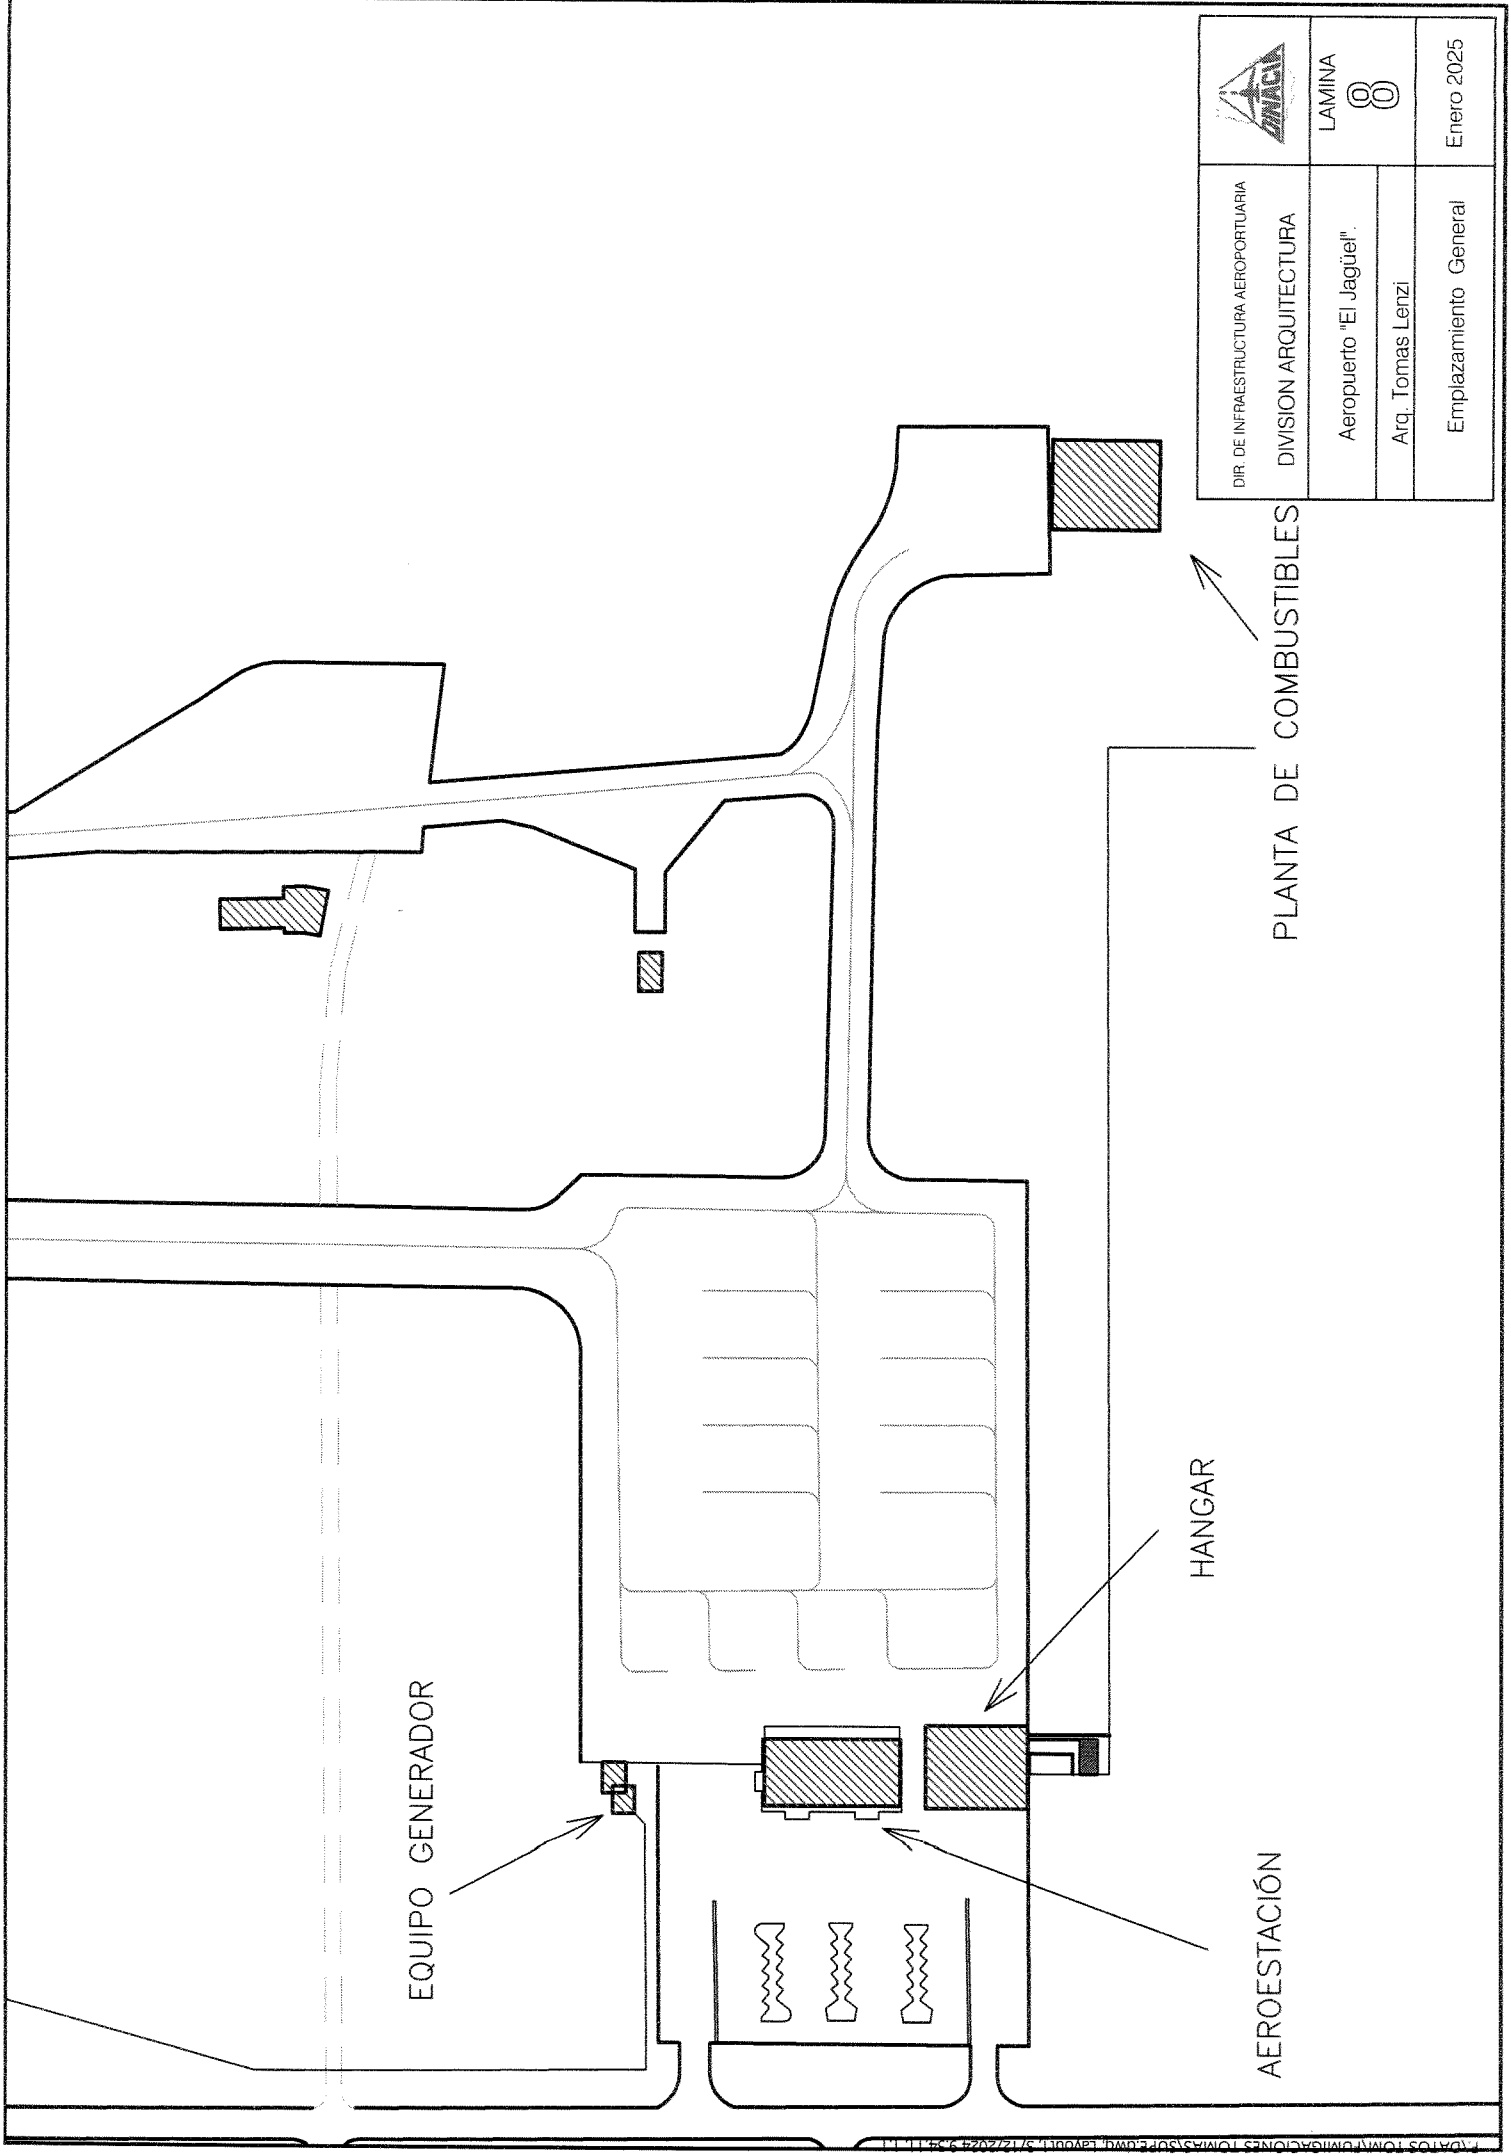 EQUIPO GENERADOR
AEROESTACIÓN
HANGAR
PLANTA DE COMBUSTIBLES
DIR. DE INFRAESTRUCTURA AEROPORTUARIA
DIVISION ARQUITECTURA
DINACIA
Aeropuerto "El Jagüel".
LAMINA
8
Arq. Tomas Lenzi
Emplazamiento General
Enero 2025